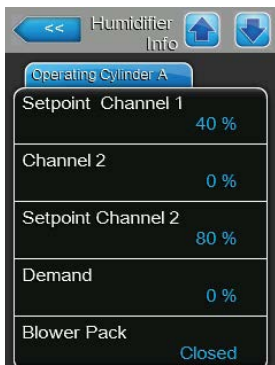 << Humidifier
Info
Operating Cylinder A
Setpoint Channel 1
40 %
Channel 2
0 %
Setpoint Channel 2
80 %
Demand
0 %
Blower Pack
Closed